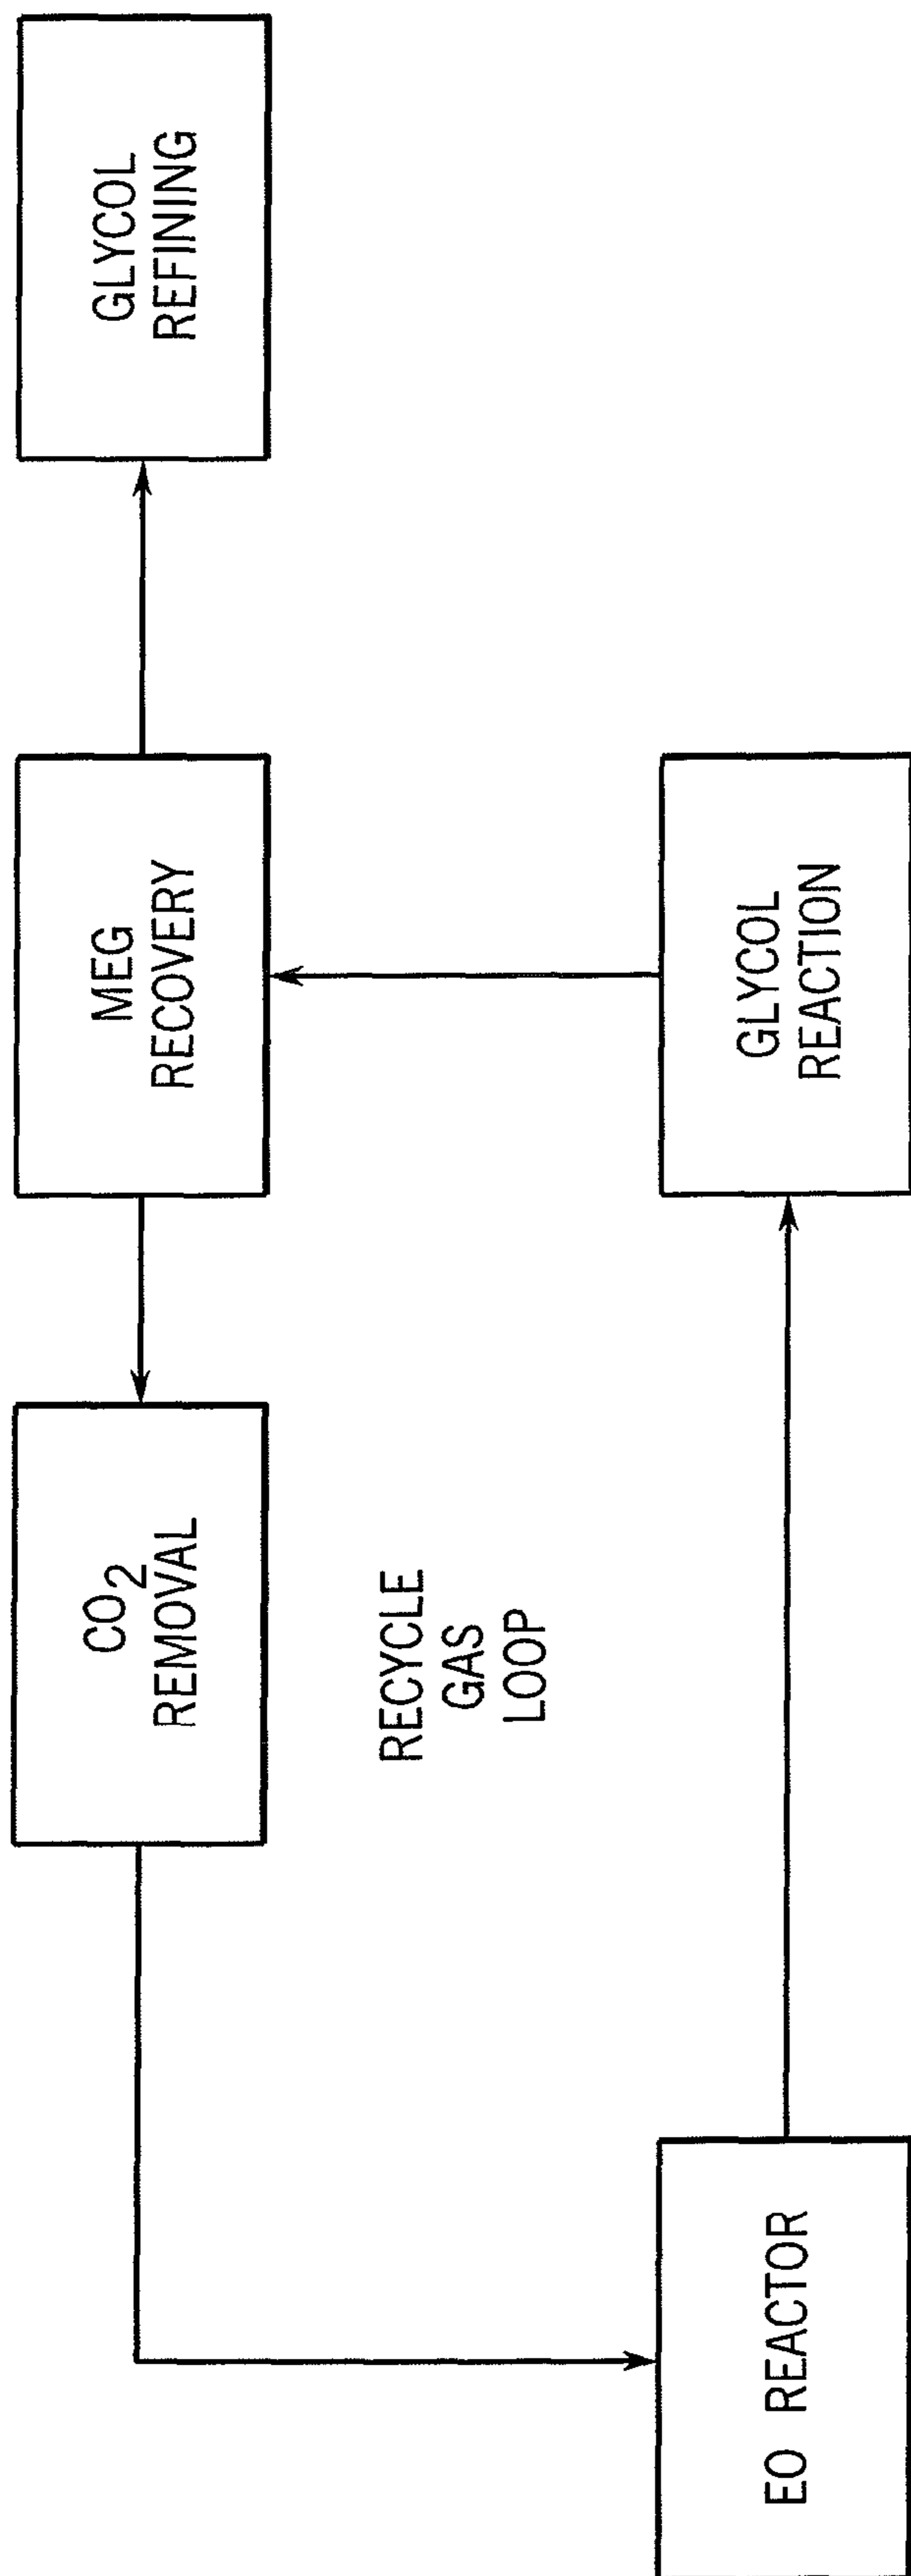 CO2
REMOVAL
MEG
RECOVERY
GLYCOL
REFINING
RECYCLE
GAS
LOOP
EO REACTOR
GLYCOL
REACTION